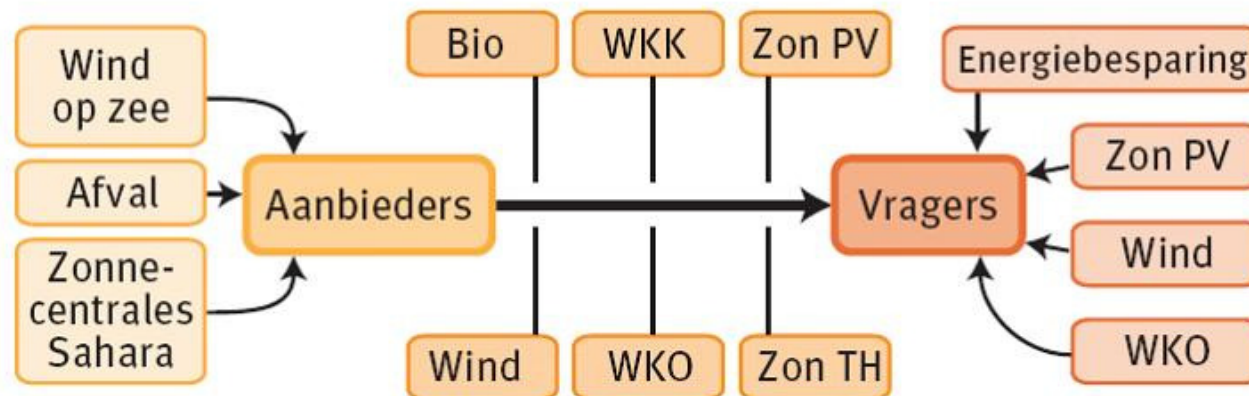 Wind
op zee
Afval
Zonne-
centrales
Sahara
Aanbieders
Bio
WKK
Zon PV
Wind
WKO
Zon TH
Vragers
Energiebesparing
Zon PV
Wind
WKO